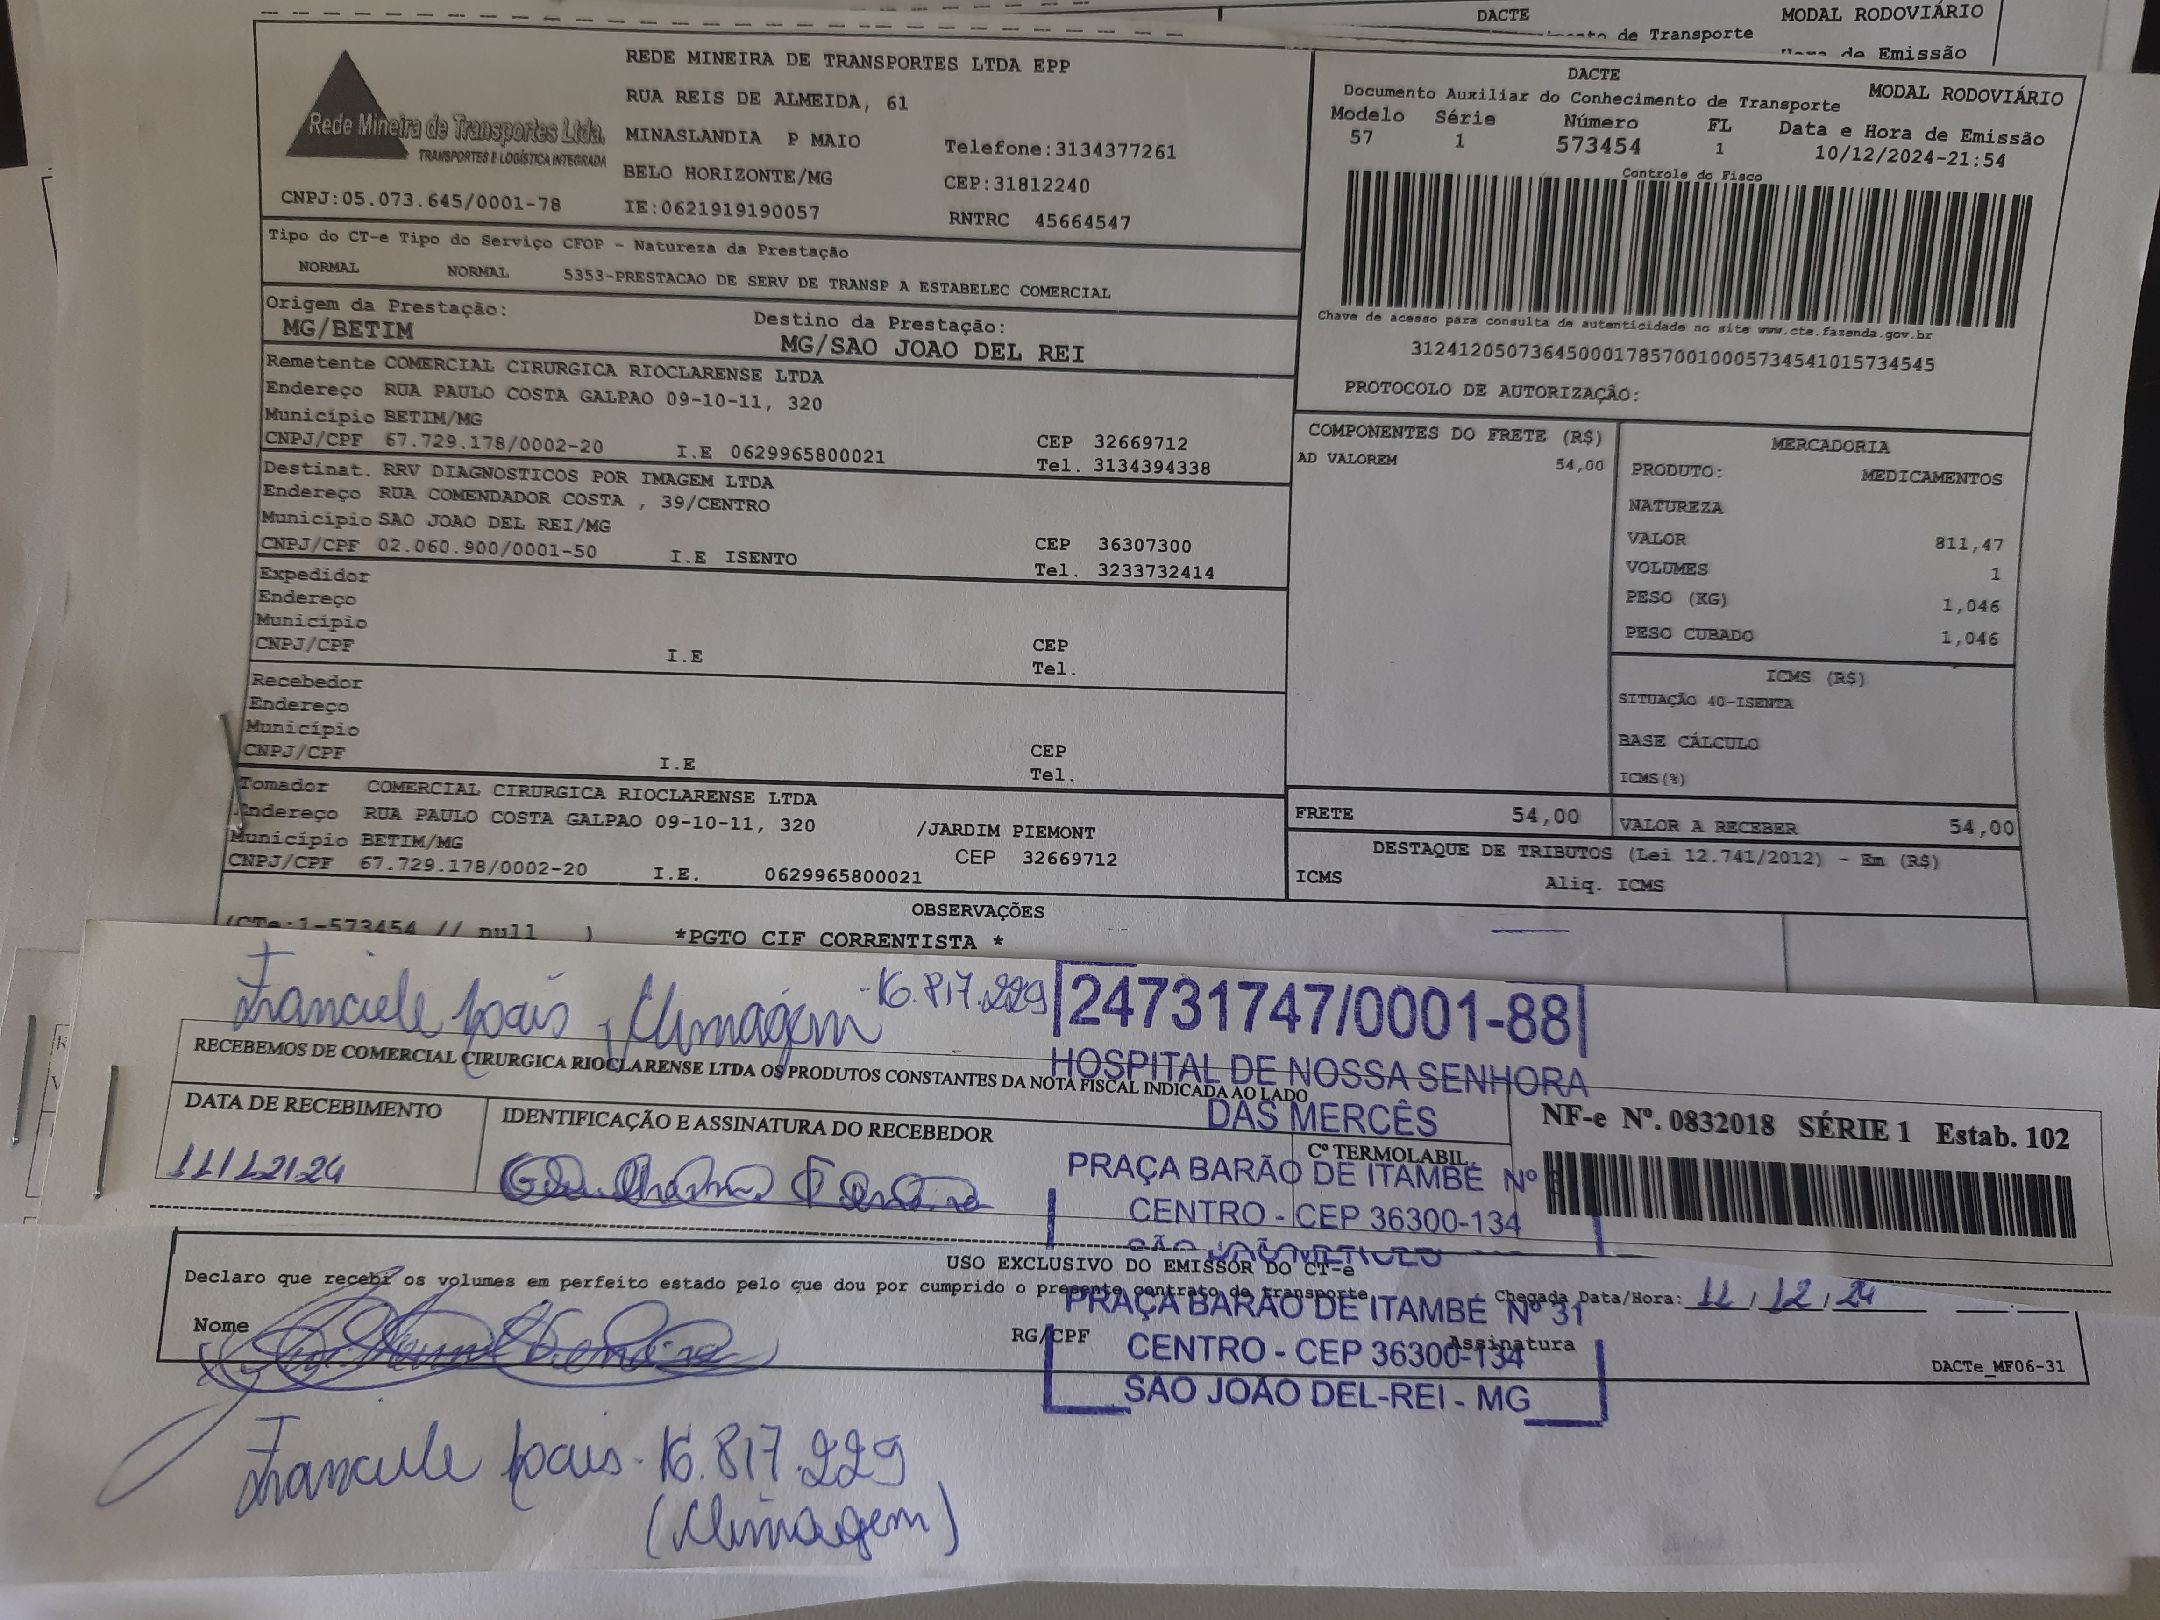 DACTE
MODAL RODOVIÁRIO
de Transporte
de Emissão
Rede Mineira de Transportes Ltda.
TRANSPORTES E LOGÍSTICA INTEGRADA
CNPJ:05.073.645/0001-78
REDE MINEIRA DE TRANSPORTES LTDA EPP
RUA REIS DE ALMEIDA, 61
MINASLANDIA P MAIO Telefone:3134377261
BELO HORIZONTE/MG CEP:31812240
IE:0621919190057 RNTRC 45664547
DACTE MODAL RODOVIÁRIO
Documento Auxiliar do Conhecimento de Transporte
Modelo Série Número FL Data e Hora de Emissão
57 1 573454 1 10/12/2024-21:54
Controle do Fisco
Chave de acesso para consulta de autenticidade no site www.cte.fazenda.gov.br
31241205073645000178570010005734541015734545
PROTOCOLO DE AUTORIZAÇÃO:
Tipo do CT-e Tipo do Serviço CFOP - Natureza da Prestação
NORMAL NORMAL 5353-PRESTACAO DE SERV DE TRANSP A ESTABELEC COMERCIAL
Origem da Prestação: Destino da Prestação:
MG/BETIM MG/SAO JOAO DEL REI
Remetente COMERCIAL CIRURGICA RIOCLARENSE LTDA
Endereço RUA PAULO COSTA GALPAO 09-10-11, 320
Município BETIM/MG CEP 32669712
CNPJ/CPF 67.729.178/0002-20 I.E 0629965800021 Tel. 3134394338
Destinat. RRV DIAGNOSTICOS POR IMAGEM LTDA
Endereço RUA COMENDADOR COSTA , 39/CENTRO
Município SAO JOAO DEL REI/MG CEP 36307300
CNPJ/CPF 02.060.900/0001-50 I.E ISENTO Tel. 3233732414
Expedidor
Endereço
Município CEP
CNPJ/CPF I.E Tel.
Recebedor
Endereço
Município CEP
CNPJ/CPF I.E Tel.
Tomador COMERCIAL CIRURGICA RIOCLARENSE LTDA
Endereço RUA PAULO COSTA GALPAO 09-10-11, 320 /JARDIM PIEMONT
Município BETIM/MG CEP 32669712
CNPJ/CPF 67.729.178/0002-20 I.E. 0629965800021
COMPONENTES DO FRETE (R$)
AD VALOREM 54,00
MERCADORIA
PRODUTO: MEDICAMENTOS
NATUREZA
VALOR 811,47
VOLUMES 1
PESO (KG) 1,046
PESO CUBADO 1,046
ICMS (R$)
SITUAÇÃO 40-ISENTA
BASE CÁLCULO
ICMS(%)
FRETE 54,00 VALOR A RECEBER 54,00
DESTAQUE DE TRIBUTOS (Lei 12.741/2012) - Em (R$)
ICMS Aliq. ICMS
OBSERVAÇÕES
(CTe:1-573454 // null ) *PGTO CIF CORRENTISTA *
Franciele Pais, Climagem -16.817.229
24731747/0001-88
HOSPITAL DE NOSSA SENHORA
DAS MERCÊS
PRAÇA BARÃO DE ITAMBÉ Nº
CENTRO - CEP 36300-134
RECEBEMOS DE COMERCIAL CIRURGICA RIOCLARENSE LTDA OS PRODUTOS CONSTANTES DA NOTA FISCAL INDICADA AO LADO
DATA DE RECEBIMENTO IDENTIFICAÇÃO E ASSINATURA DO RECEBEDOR Cº TERMOLABIL
11/12/24
NF-e Nº. 0832018 SÉRIE 1 Estab. 102
USO EXCLUSIVO DO EMISSOR DO CT-e
Declaro que recebi os volumes em perfeito estado pelo que dou por cumprido o presente contrato de transporte Chegada Data/Hora: 11/12/24
Nome RG/CPF Assinatura
PRAÇA BARÃO DE ITAMBÉ Nº 31
CENTRO - CEP 36300-134
SÃO JOÃO DEL-REI - MG
DACTe_MF06-31
Franciele Pais - 16.817.229
(Climagem)